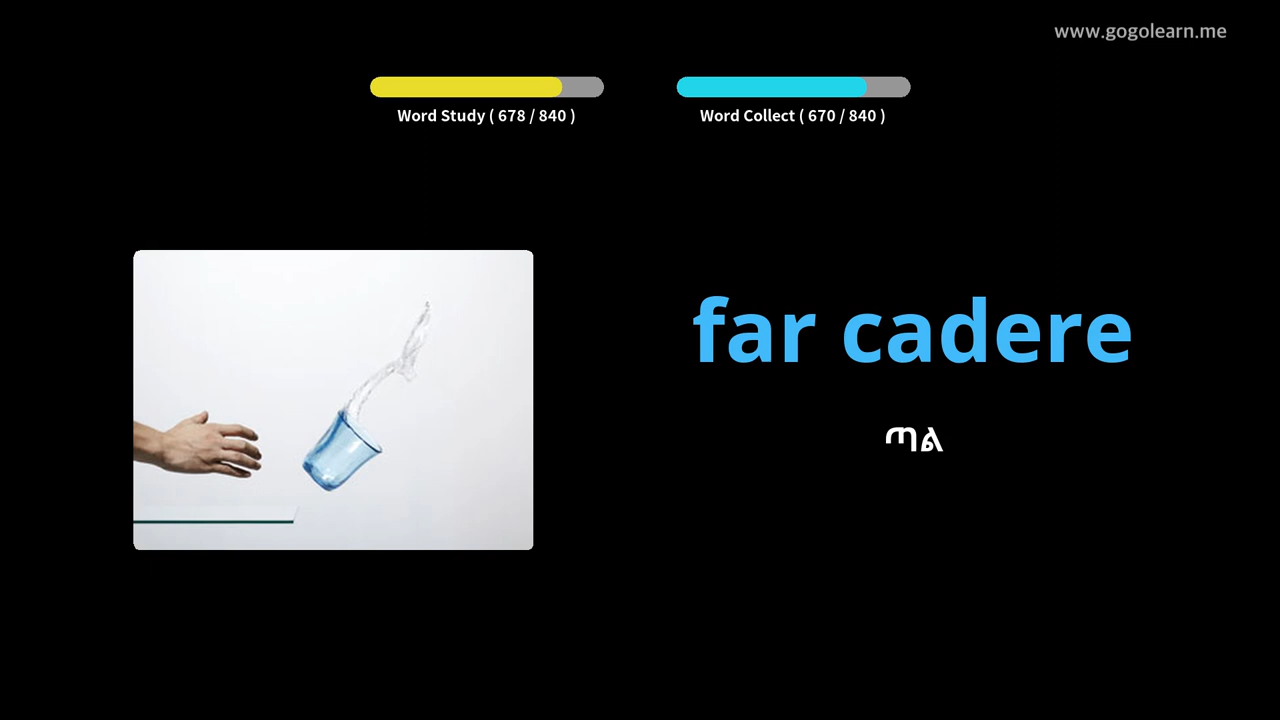 www.gogolearn.me
Word Study ( 678 / 840 )
Word Collect ( 670 / 840 )
far cadere
ጣል